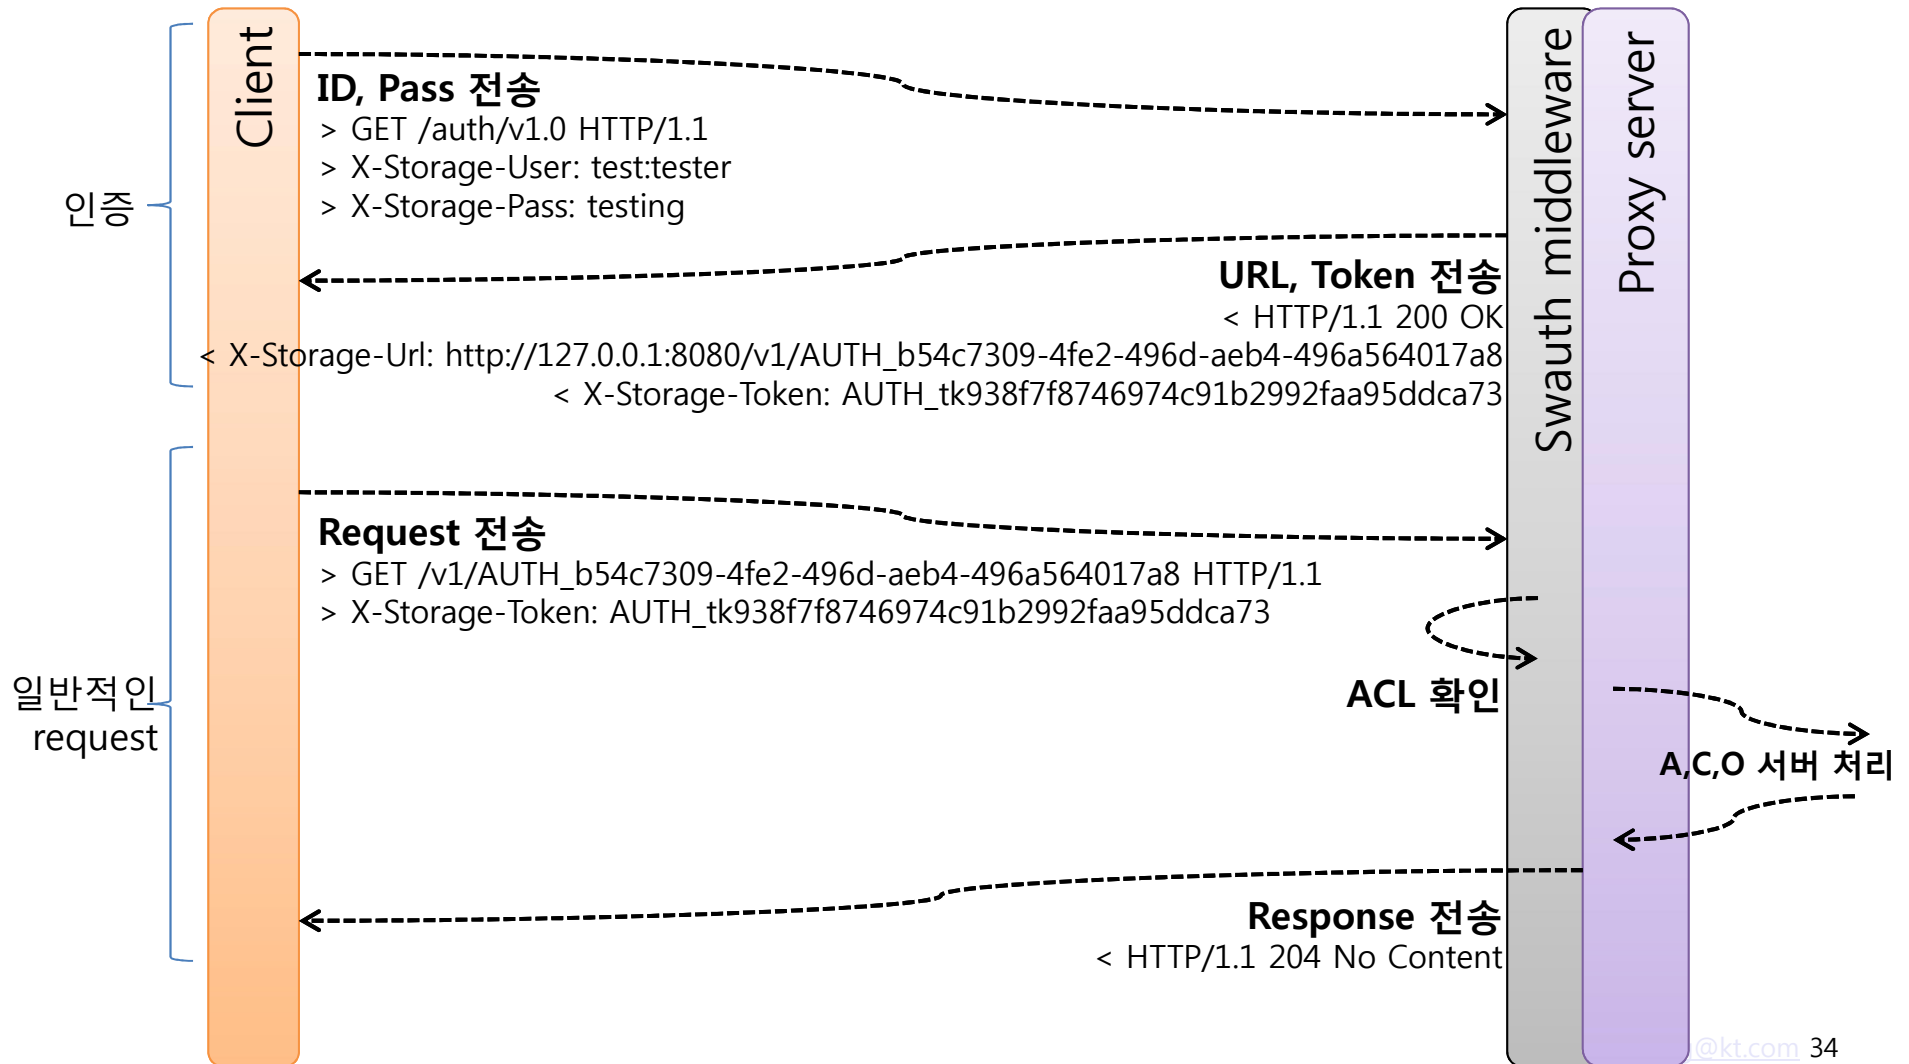 Client
Swauth middleware
Proxy server
인증
ID, Pass 전송
> GET /auth/v1.0 HTTP/1.1
> X-Storage-User: test:tester
> X-Storage-Pass: testing
URL, Token 전송
< HTTP/1.1 200 OK
< X-Storage-Url: http://127.0.0.1:8080/v1/AUTH_b54c7309-4fe2-496d-aeb4-496a564017a8
< X-Storage-Token: AUTH_tk938f7f8746974c91b2992faa95ddca73
일반적인
request
Request 전송
> GET /v1/AUTH_b54c7309-4fe2-496d-aeb4-496a564017a8 HTTP/1.1
> X-Storage-Token: AUTH_tk938f7f8746974c91b2992faa95ddca73
ACL 확인
A,C,O 서버 처리
Response 전송
< HTTP/1.1 204 No Content
@kt.com 34